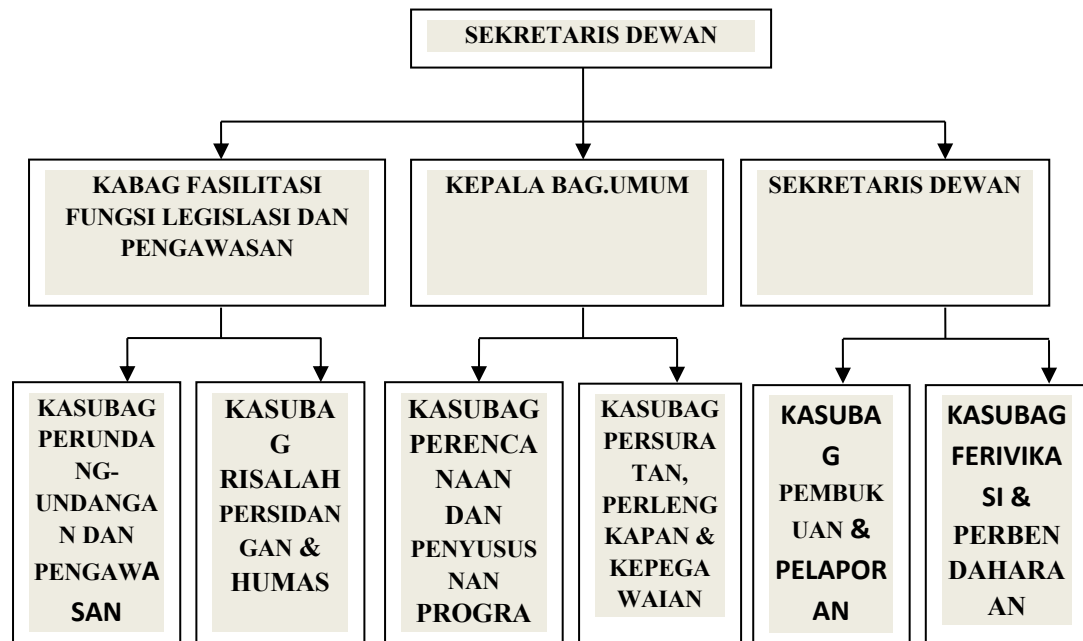 SEKRETARIS DEWAN
KABAG FASILITASI
FUNGSI LEGISLASI DAN
PENGAWASAN
KEPALA BAG.UMUM
SEKRETARIS DEWAN
KASUBAG
PERUNDA
NG-
UNDANGA
N DAN
PENGAWA
SAN
KASUBA
G
RISALAH
PERSIDAN
GAN &
HUMAS
KASUBAG
PERENCA
NAAN
DAN
PENYUSUS
NAN
PROGRA
KASUBAG
PERSURA
TAN,
PERLENG
KAPAN &
KEPEGA
WAIAN
KASUBA
G
PEMBUK
UAN &
PELAPOR
AN
KASUBAG
FERIVIKA
SI &
PERBEN
DAHARA
AN